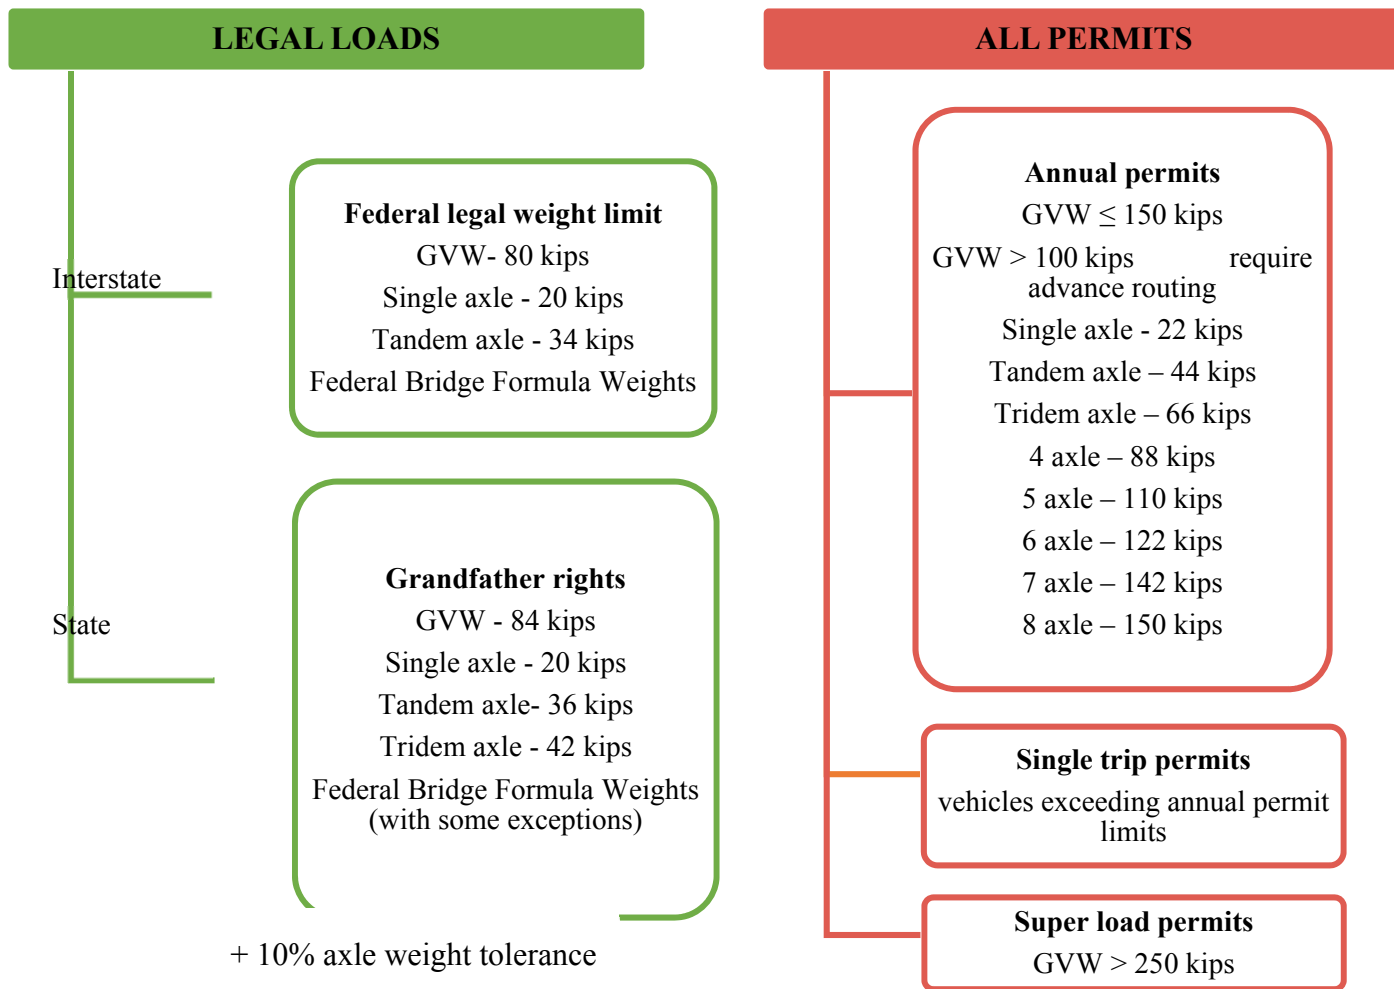 LEGAL LOADS
Interstate
Federal legal weight limit
GVW- 80 kips
Single axle - 20 kips
Tandem axle - 34 kips
Federal Bridge Formula Weights
State
Grandfather rights
GVW - 84 kips
Single axle - 20 kips
Tandem axle- 36 kips
Tridem axle - 42 kips
Federal Bridge Formula Weights
(with some exceptions)
+ 10% axle weight tolerance
ALL PERMITS
Annual permits
GVW ≤ 150 kips
GVW > 100 kips require
advance routing
Single axle - 22 kips
Tandem axle – 44 kips
Tridem axle – 66 kips
4 axle – 88 kips
5 axle – 110 kips
6 axle – 122 kips
7 axle – 142 kips
8 axle – 150 kips
Single trip permits
vehicles exceeding annual permit
limits
Super load permits
GVW > 250 kips